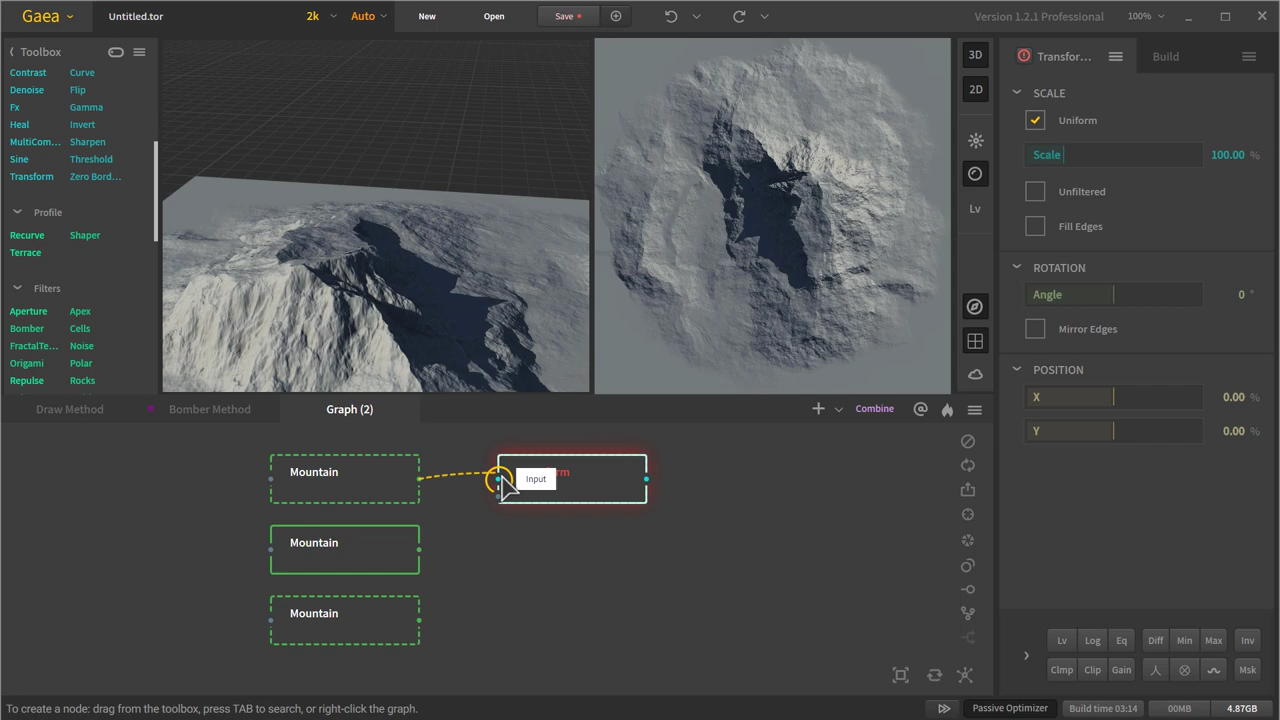 Gaea
Untitled.tor
2k
Auto
New
Open
Save
Version 1.2.1 Professional
100%
Toolbox
Contrast Curve
Denoise Flip
Fx Gamma
Heal Invert
MultiCom... Sharpen
Sine Threshold
Transform Zero Bord...
Profile
Recurve Shaper
Terrace
Filters
Aperture Apex
Bomber Cells
FractalTe... Noise
Origami Polar
Repulse Rocks
3D
2D
Lv
Transfor...
Build
SCALE
Uniform
Scale 100.00 %
Unfiltered
Fill Edges
ROTATION
Angle 0 °
Mirror Edges
POSITION
X 0.00 %
Y 0.00 %
Draw Method
Bomber Method
Graph (2)
Combine
Mountain
rm
Input
Mountain
Mountain
Lv Log Eq Diff Min Max Inv
Clmp Clip Gain Msk
To create a node: drag from the toolbox, press TAB to search, or right-click the graph.
Passive Optimizer
Build time 03:14
00MB
4.87GB